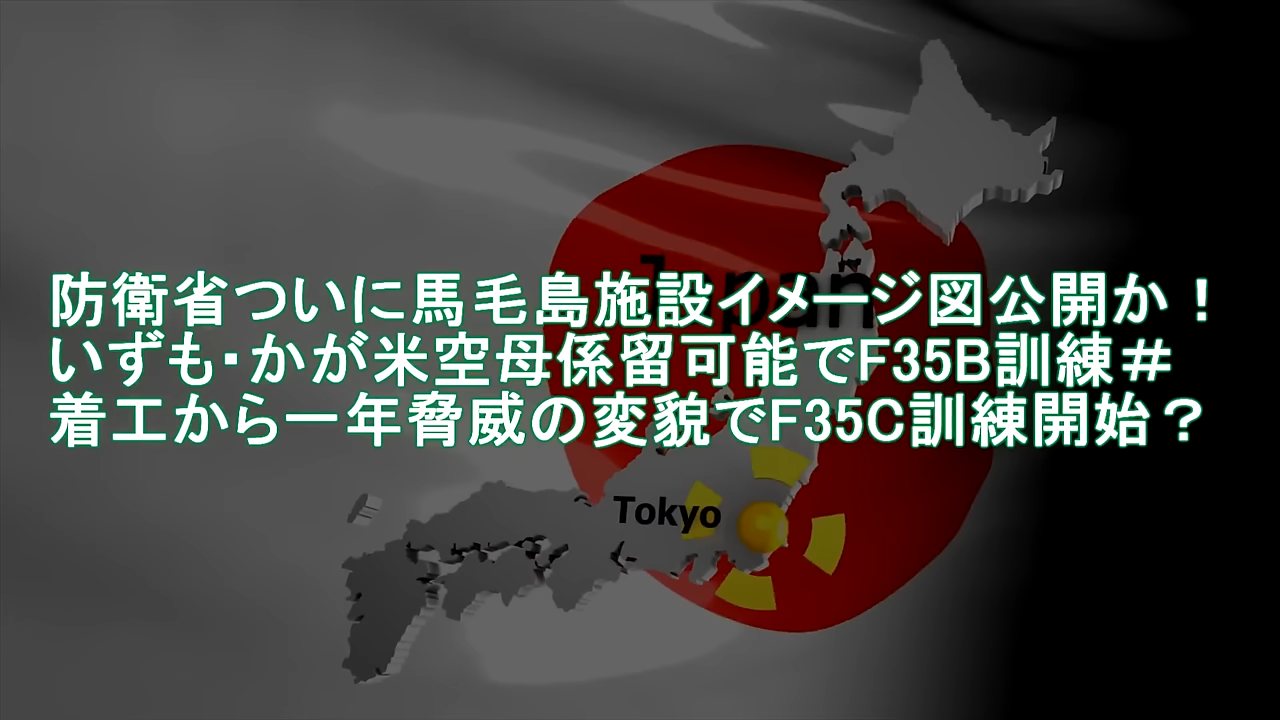 防衛省ついに馬毛島施設イメージ図公開か！
いずも・かが米空母係留可能でF35B訓練＃
着工から一年脅威の変貌でF35C訓練開始？
Japan
Tokyo